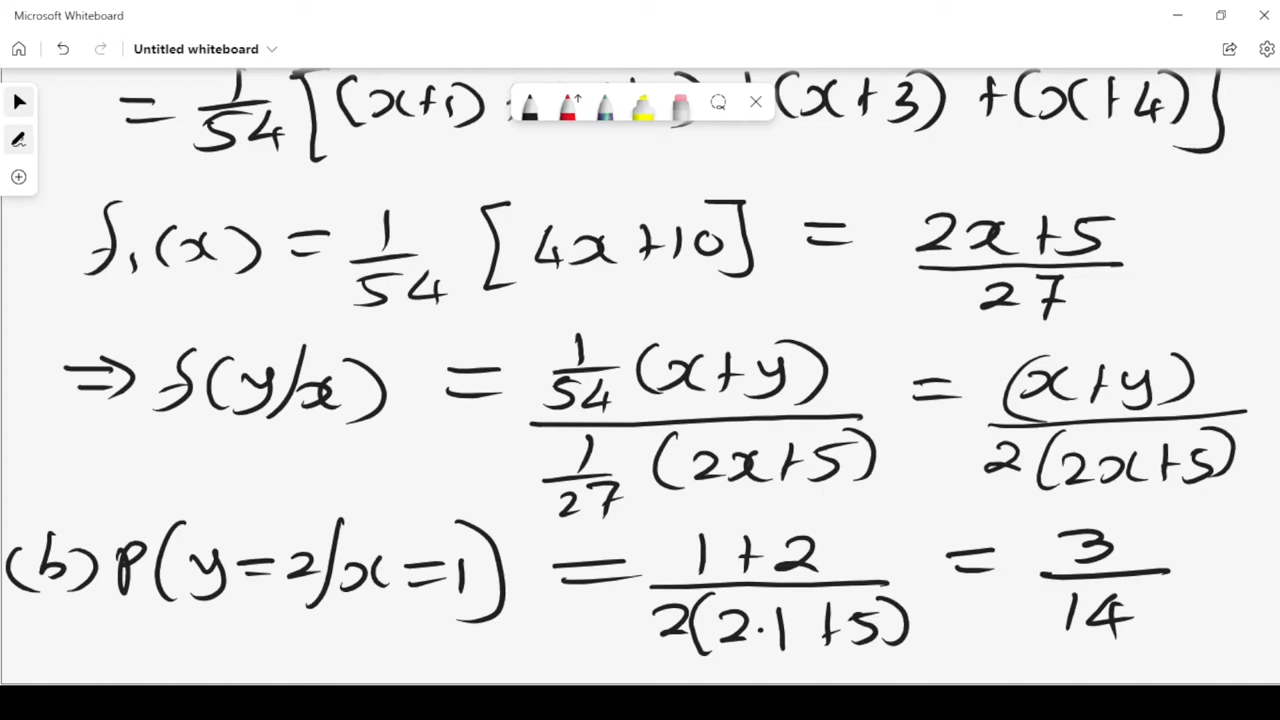 Microsoft Whiteboard
Untitled whiteboard
= 1/54 [(x+1) + (x+3) + (x+4)]
f₁(x) = 1/54 [4x+10] = 2x+5/27
⇒ f(y/x) = 1/54 (x+y) / 1/27 (2x+5) = (x+y) / 2(2x+5)
(b) P(y=2/x=1) = 1+2 / 2(2·1+5) = 3/14